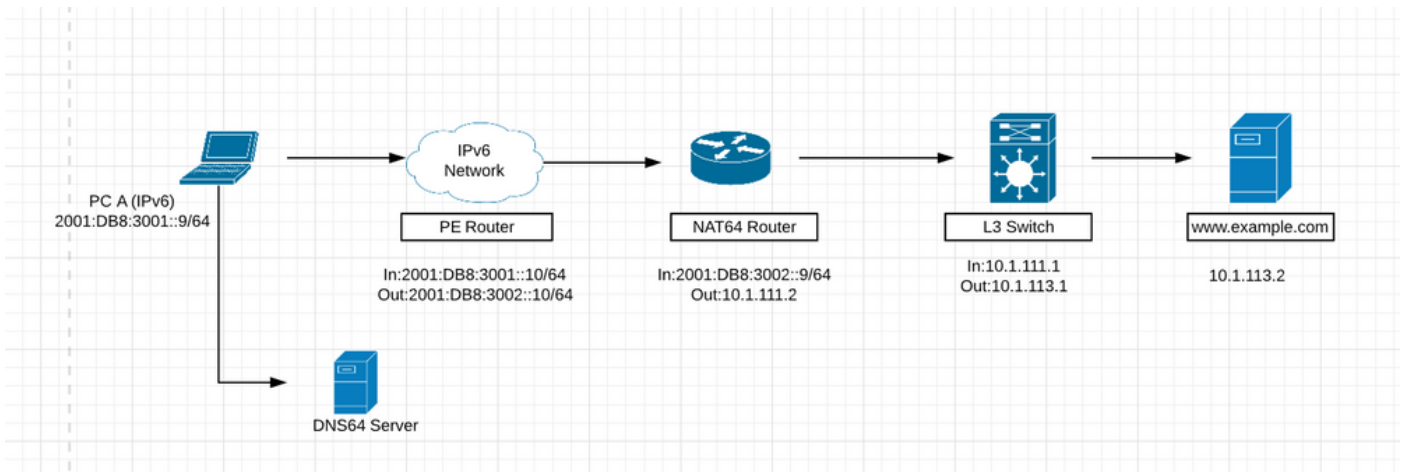 PC A (IPv6)
2001:DB8:3001::9/64
IPv6
Network
PE Router
In:2001:DB8:3001::10/64
Out:2001:DB8:3002::10/64
NAT64 Router
In:2001:DB8:3002::9/64
Out:10.1.111.2
L3 Switch
In:10.1.111.1
Out:10.1.113.1
www.example.com
10.1.113.2
DNS64 Server